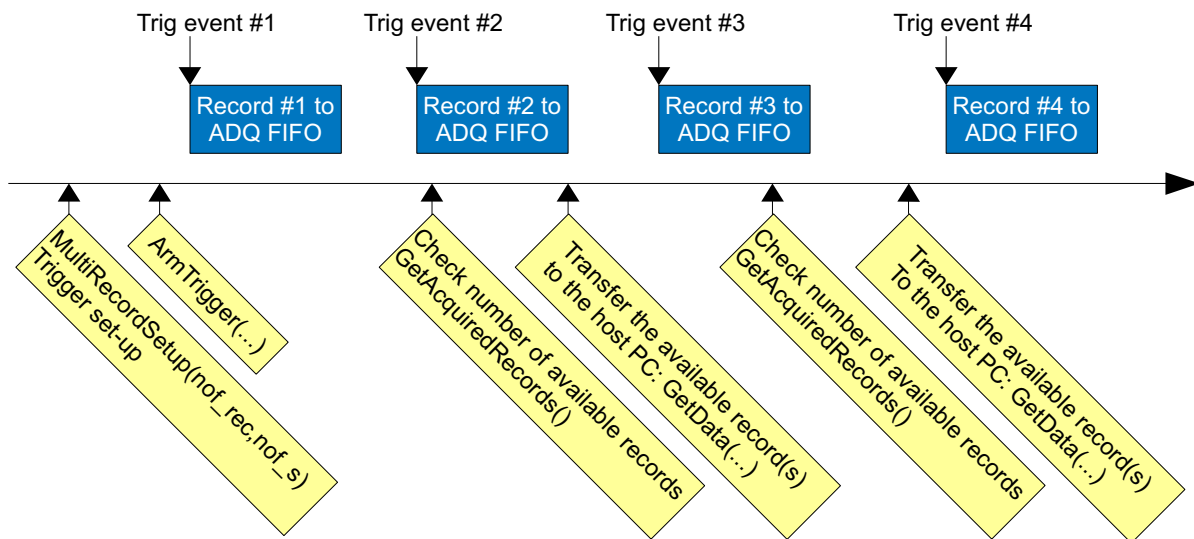 Trig event #1
Trig event #2
Trig event #3
Trig event #4
Record #1 to
ADQ FIFO
Record #2 to
ADQ FIFO
Record #3 to
ADQ FIFO
Record #4 to
ADQ FIFO
MultiRecordSetup(nof_rec,nof_s)
Trigger set-up
ArmTrigger(...)
Check number of available records
GetAcquiredRecords()
Transfer the available record(s)
to the host PC: GetData(...)
Check number of available records
GetAcquiredRecords()
Transfer the available record(s)
To the host PC: GetData(...)